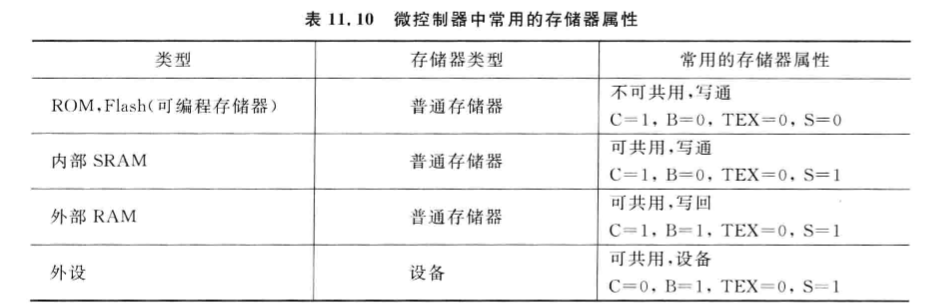 表 11.10 微控制器中常用的存储器属性
类型 存储器类型 常用的存储器属性
ROM,Flash(可编程存储器) 普通存储器 不可共用,写通
C=1, B=0, TEX=0, S=0
内部 SRAM 普通存储器 可共用,写通
C=1, B=0, TEX=0, S=1
外部 RAM 普通存储器 可共用,写回
C=1, B=1, TEX=0, S=1
外设 设备 可共用,设备
C=0, B=1, TEX=0, S=1